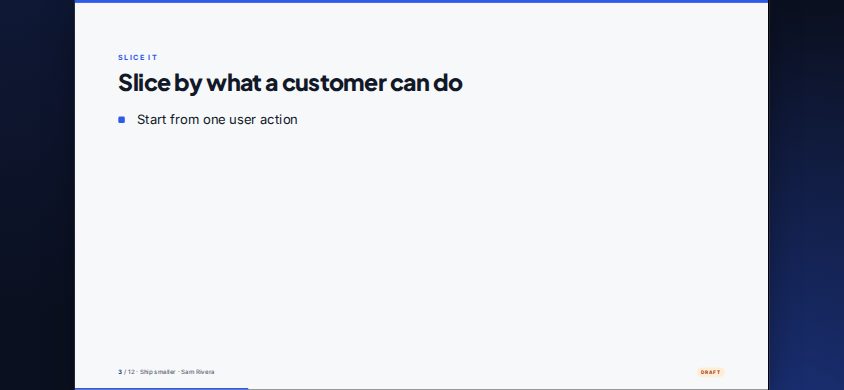 SLICE IT
Slice by what a customer can do
Start from one user action
3 / 12 · Ship smaller · Sam Rivera
DRAFT